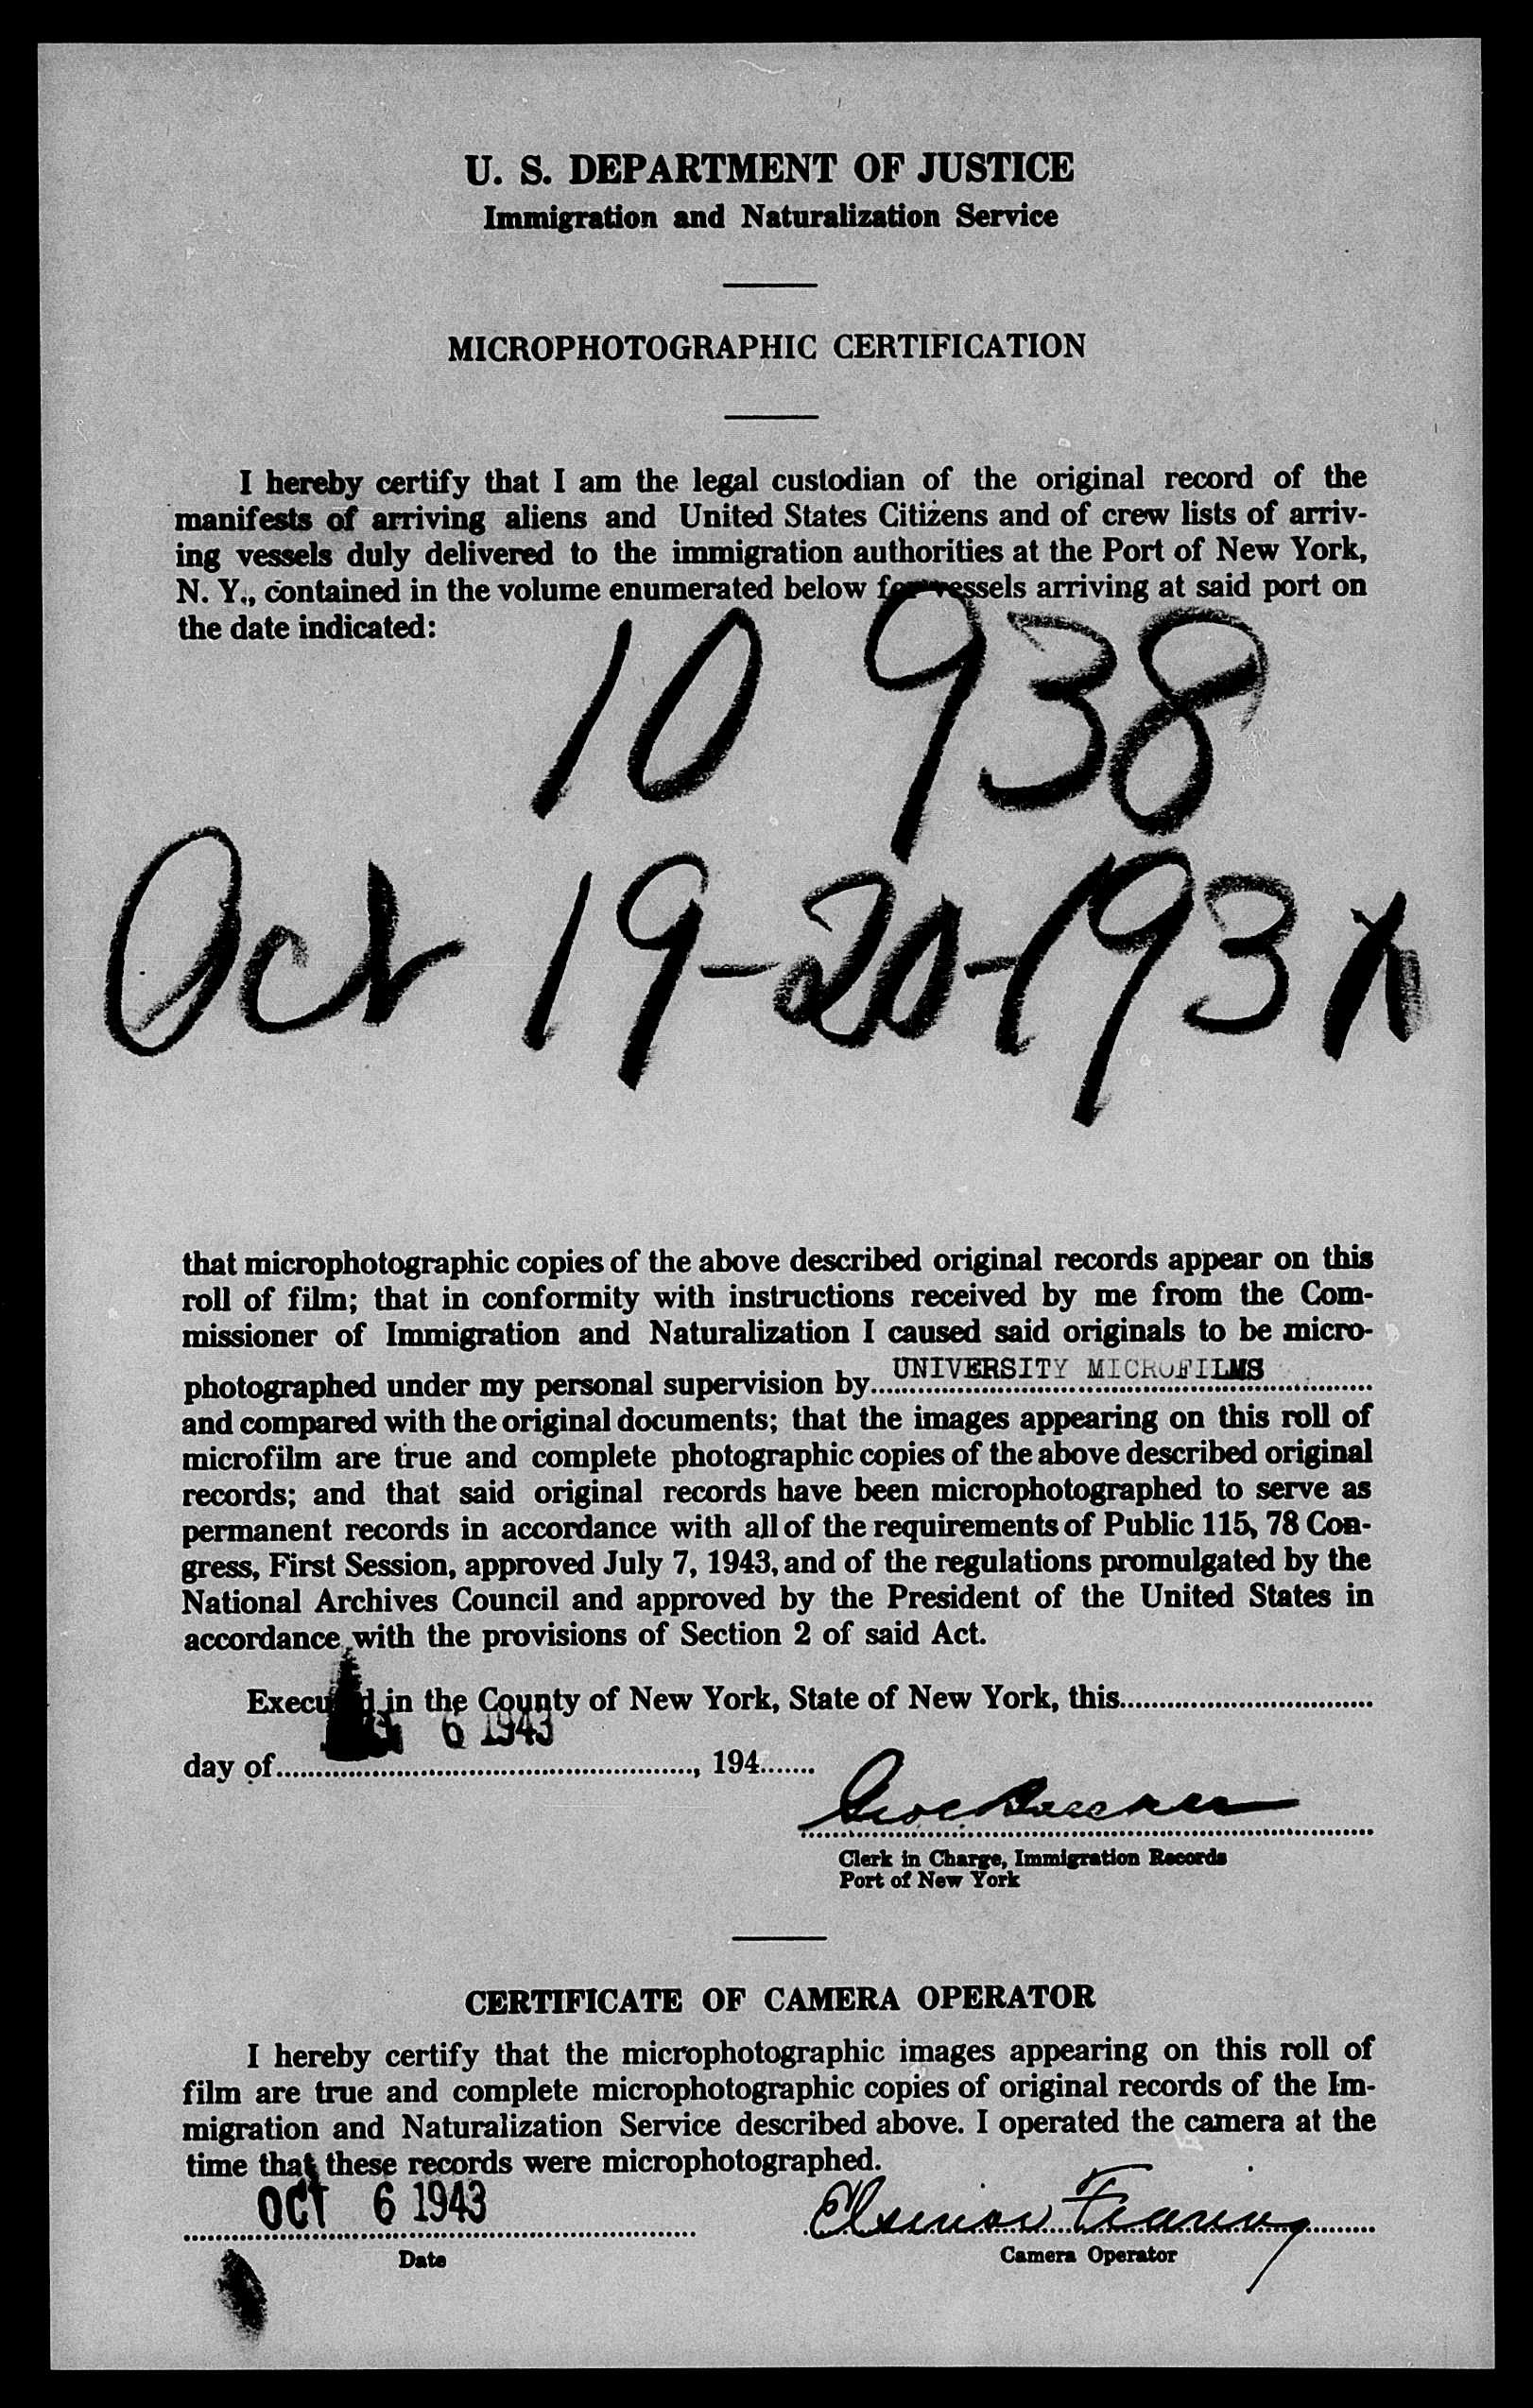 U. S. DEPARTMENT OF JUSTICE
Immigration and Naturalization Service
MICROPHOTOGRAPHIC CERTIFICATION
I hereby certify that I am the legal custodian of the original record of the
manifests of arriving aliens and United States Citizens and of crew lists of arriv-
ing vessels duly delivered to the immigration authorities at the Port of New York,
N. Y., contained in the volume enumerated below for vessels arriving at said port on
the date indicated:
10 938
Oct 19-20-193
that microphotographic copies of the above described original records appear on this
roll of film; that in conformity with instructions received by me from the Com-
missioner of Immigration and Naturalization I caused said originals to be micro-
photographed under my personal supervision by UNIVERSITY MICROFILMS
and compared with the original documents; that the images appearing on this roll of
microfilm are true and complete photographic copies of the above described original
records; and that said original records have been microphotographed to serve as
permanent records in accordance with all of the requirements of Public 115, 78 Con-
gress, First Session, approved July 7, 1943, and of the regulations promulgated by the
National Archives Council and approved by the President of the United States in
accordance with the provisions of Section 2 of said Act.
Executed in the County of New York, State of New York, this
6 1943
day of , 194
Clerk in Charge, Immigration Records
Port of New York
CERTIFICATE OF CAMERA OPERATOR
I hereby certify that the microphotographic images appearing on this roll of
film are true and complete microphotographic copies of original records of the Im-
migration and Naturalization Service described above. I operated the camera at the
time that these records were microphotographed.
OCT 6 1943
Date
Camera Operator